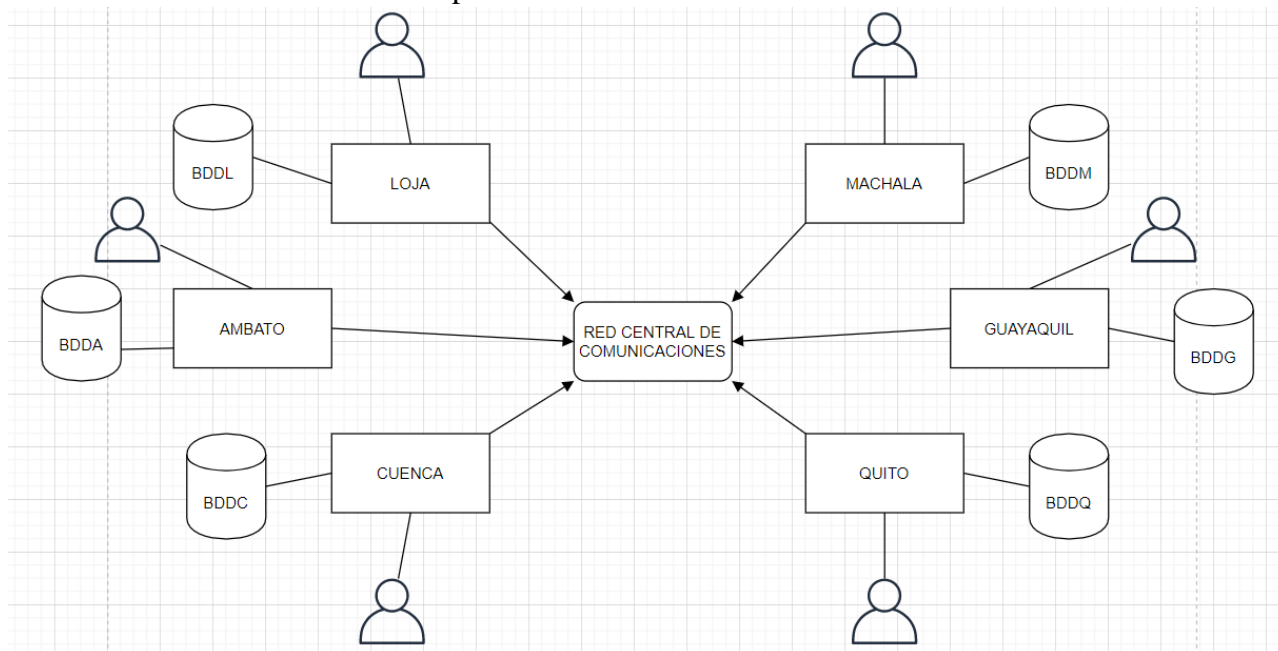 LOJA
BDDL
MACHALA
BDDM
AMBATO
BDDA
RED CENTRAL DE
COMUNICACIONES
GUAYAQUIL
BDDG
CUENCA
BDDC
QUITO
BDDQ